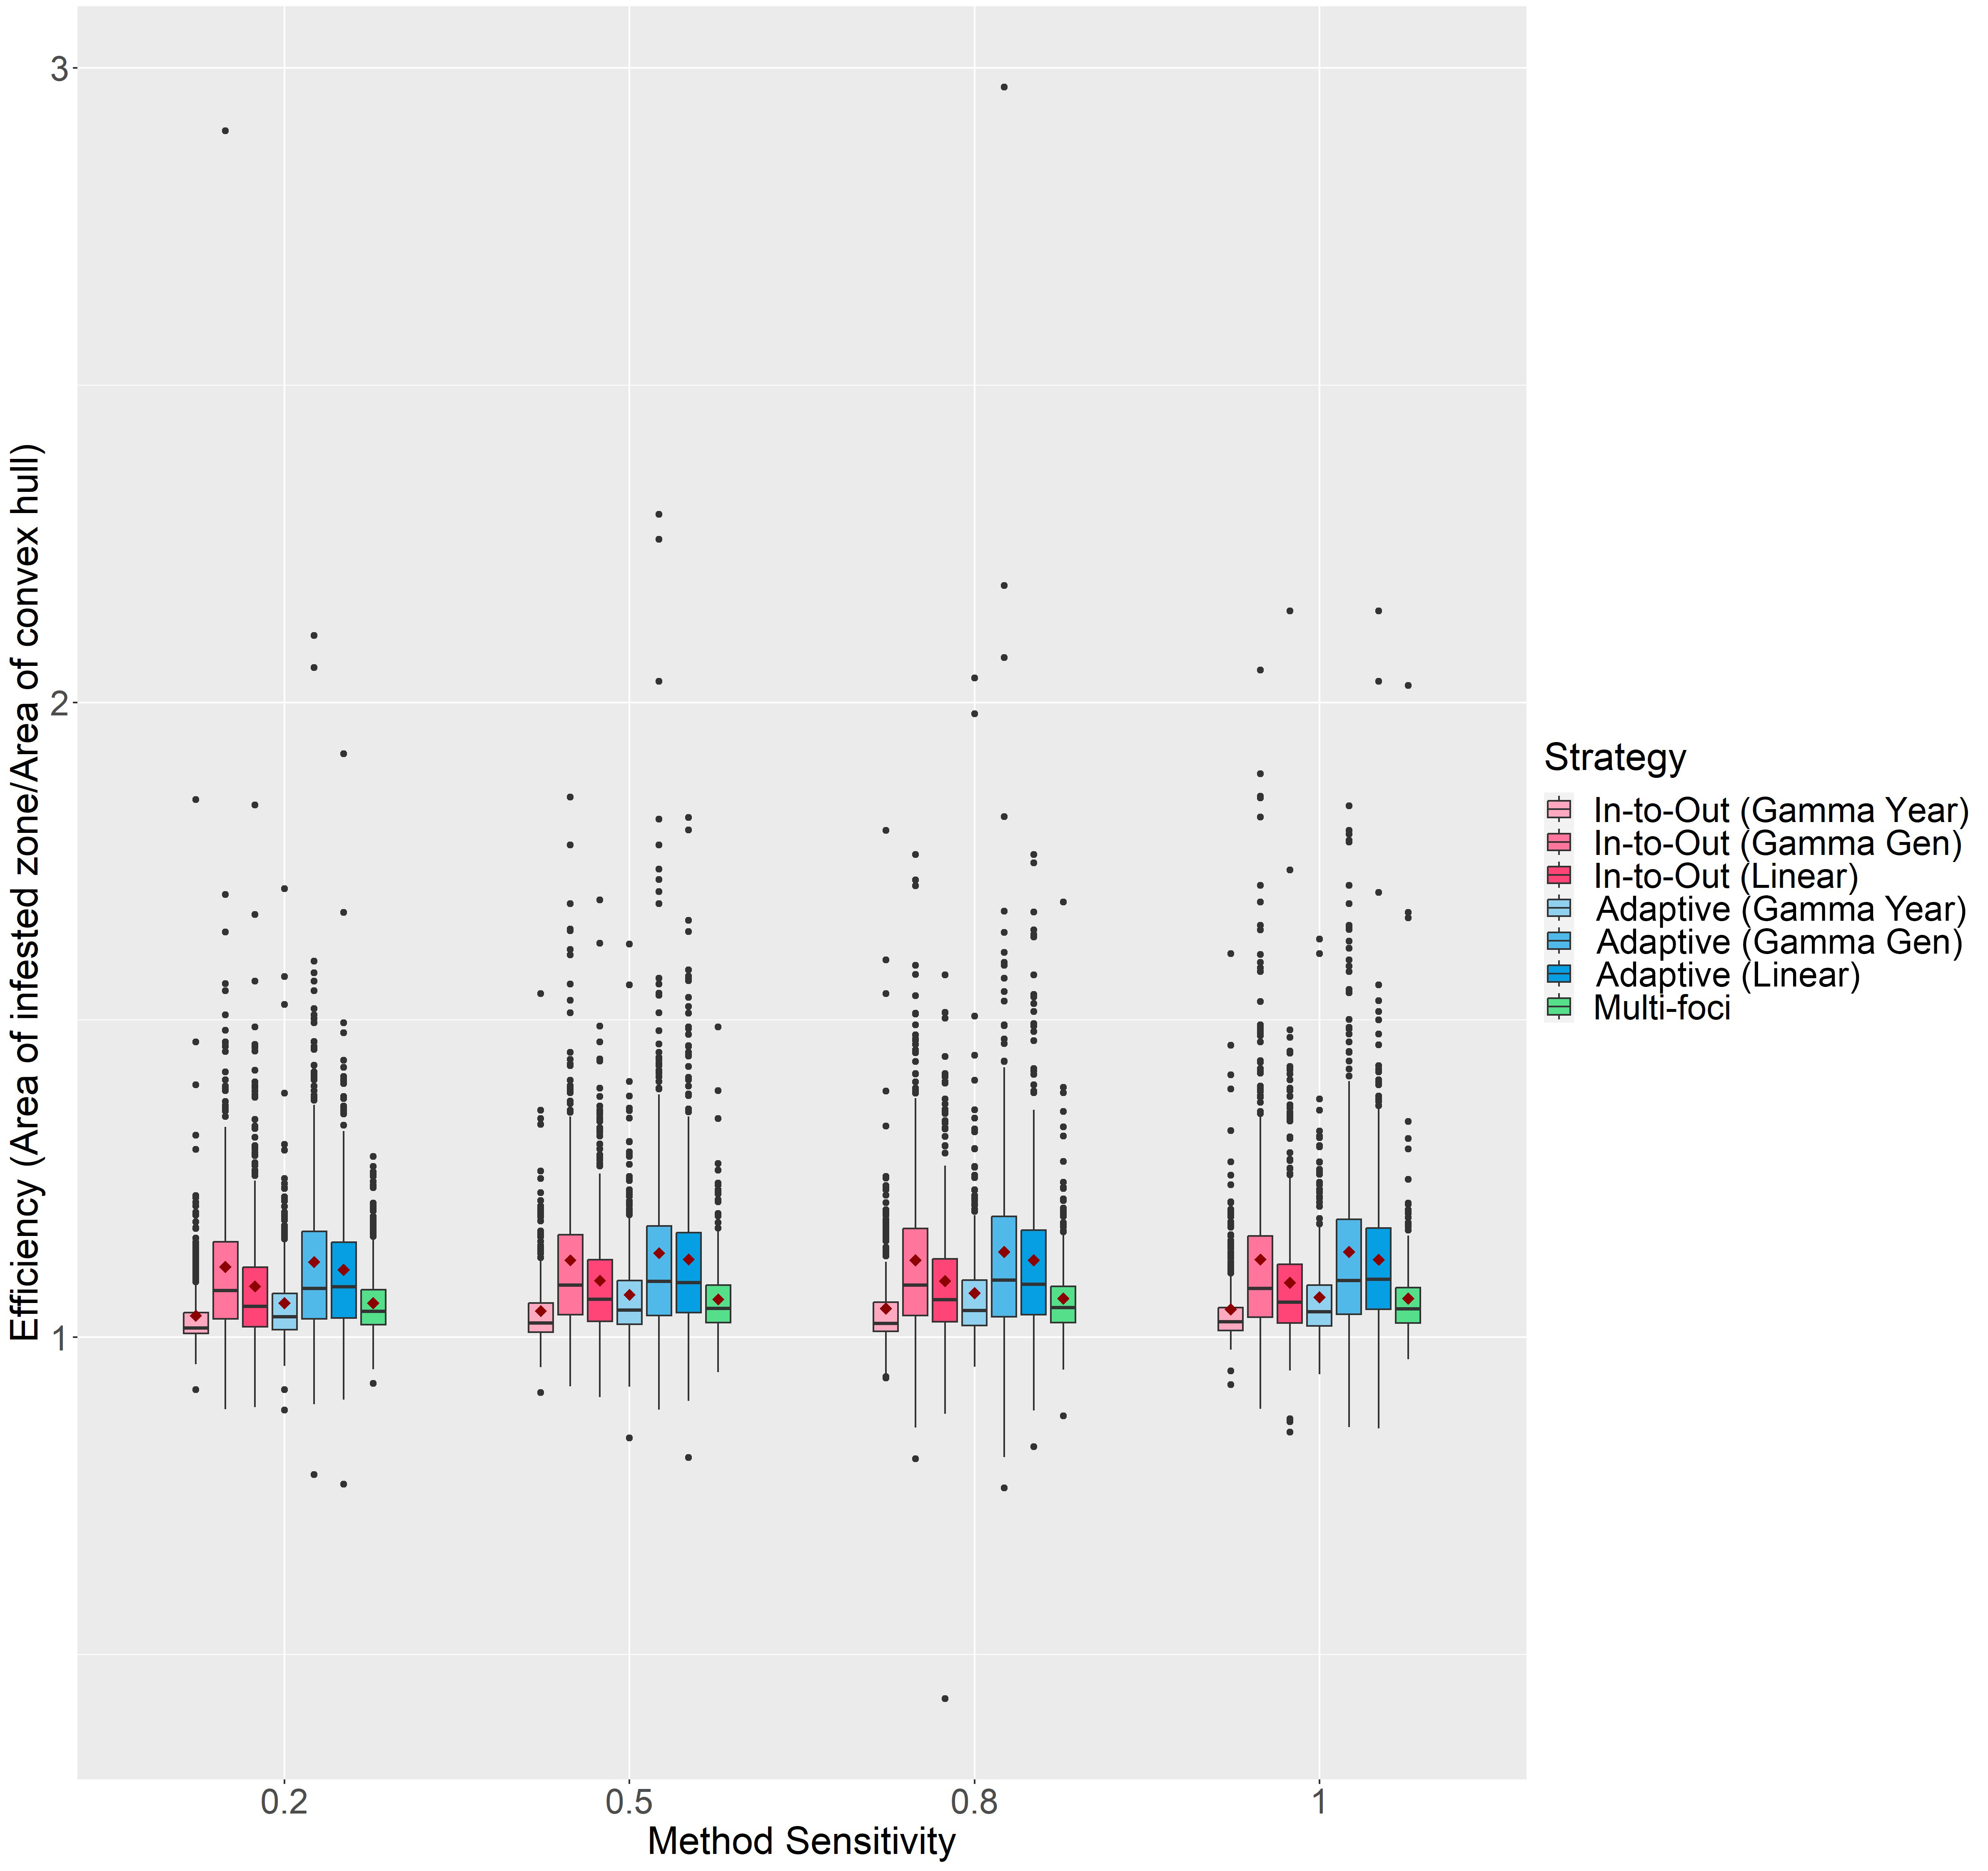 Efficiency (Area of infested zone/Area of convex hull)
3
2
1
0.2 0.5 0.8 1
Method Sensitivity
Strategy
In-to-Out (Gamma Year)
In-to-Out (Gamma Gen)
In-to-Out (Linear)
Adaptive (Gamma Year)
Adaptive (Gamma Gen)
Adaptive (Linear)
Multi-foci